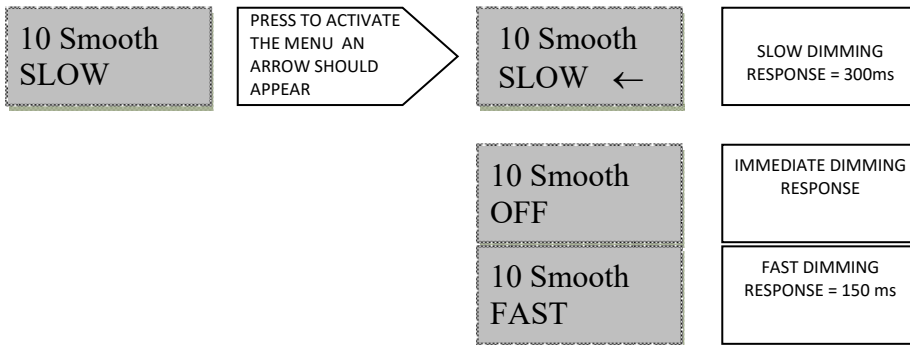 10 Smooth
SLOW
PRESS TO ACTIVATE
THE MENU AN
ARROW SHOULD
APPEAR
10 Smooth
SLOW ←
SLOW DIMMING
RESPONSE = 300ms
10 Smooth
OFF
IMMEDIATE DIMMING
RESPONSE
10 Smooth
FAST
FAST DIMMING
RESPONSE = 150 ms